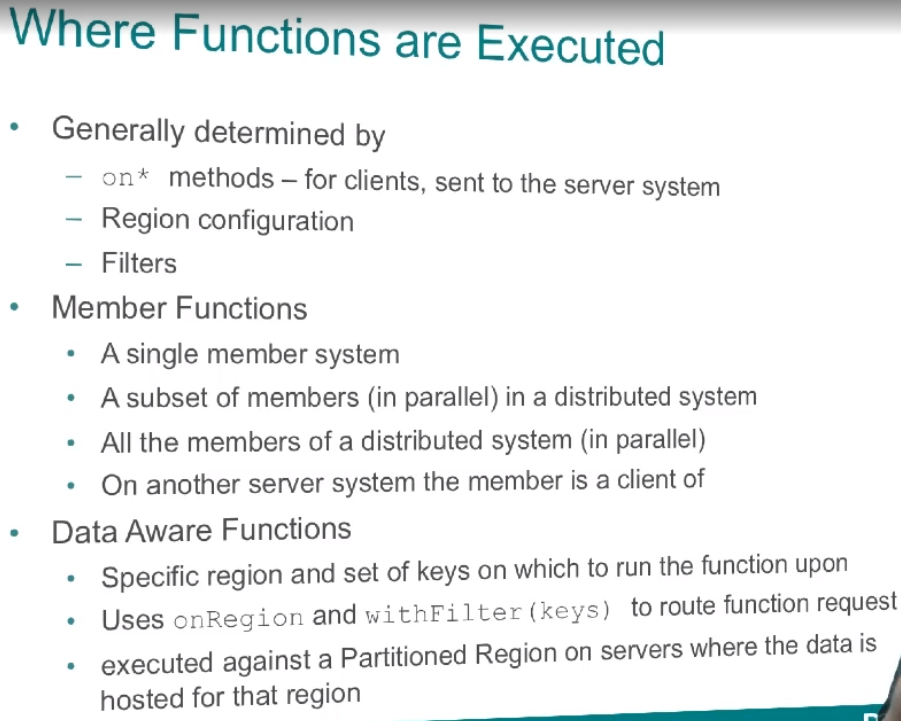 Where Functions are Executed
• Generally determined by
– on* methods – for clients, sent to the server system
– Region configuration
– Filters
• Member Functions
• A single member system
• A subset of members (in parallel) in a distributed system
• All the members of a distributed system (in parallel)
• On another server system the member is a client of
• Data Aware Functions
• Specific region and set of keys on which to run the function upon
• Uses onRegion and withFilter(keys) to route function request
• executed against a Partitioned Region on servers where the data is
hosted for that region